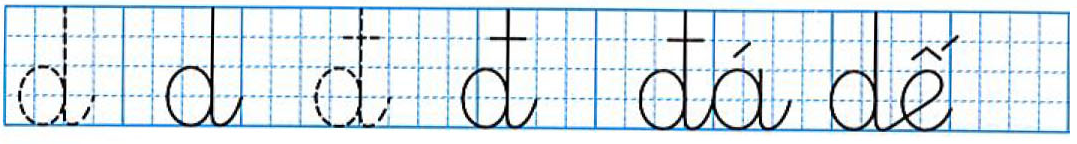 d d đ đ đá dế